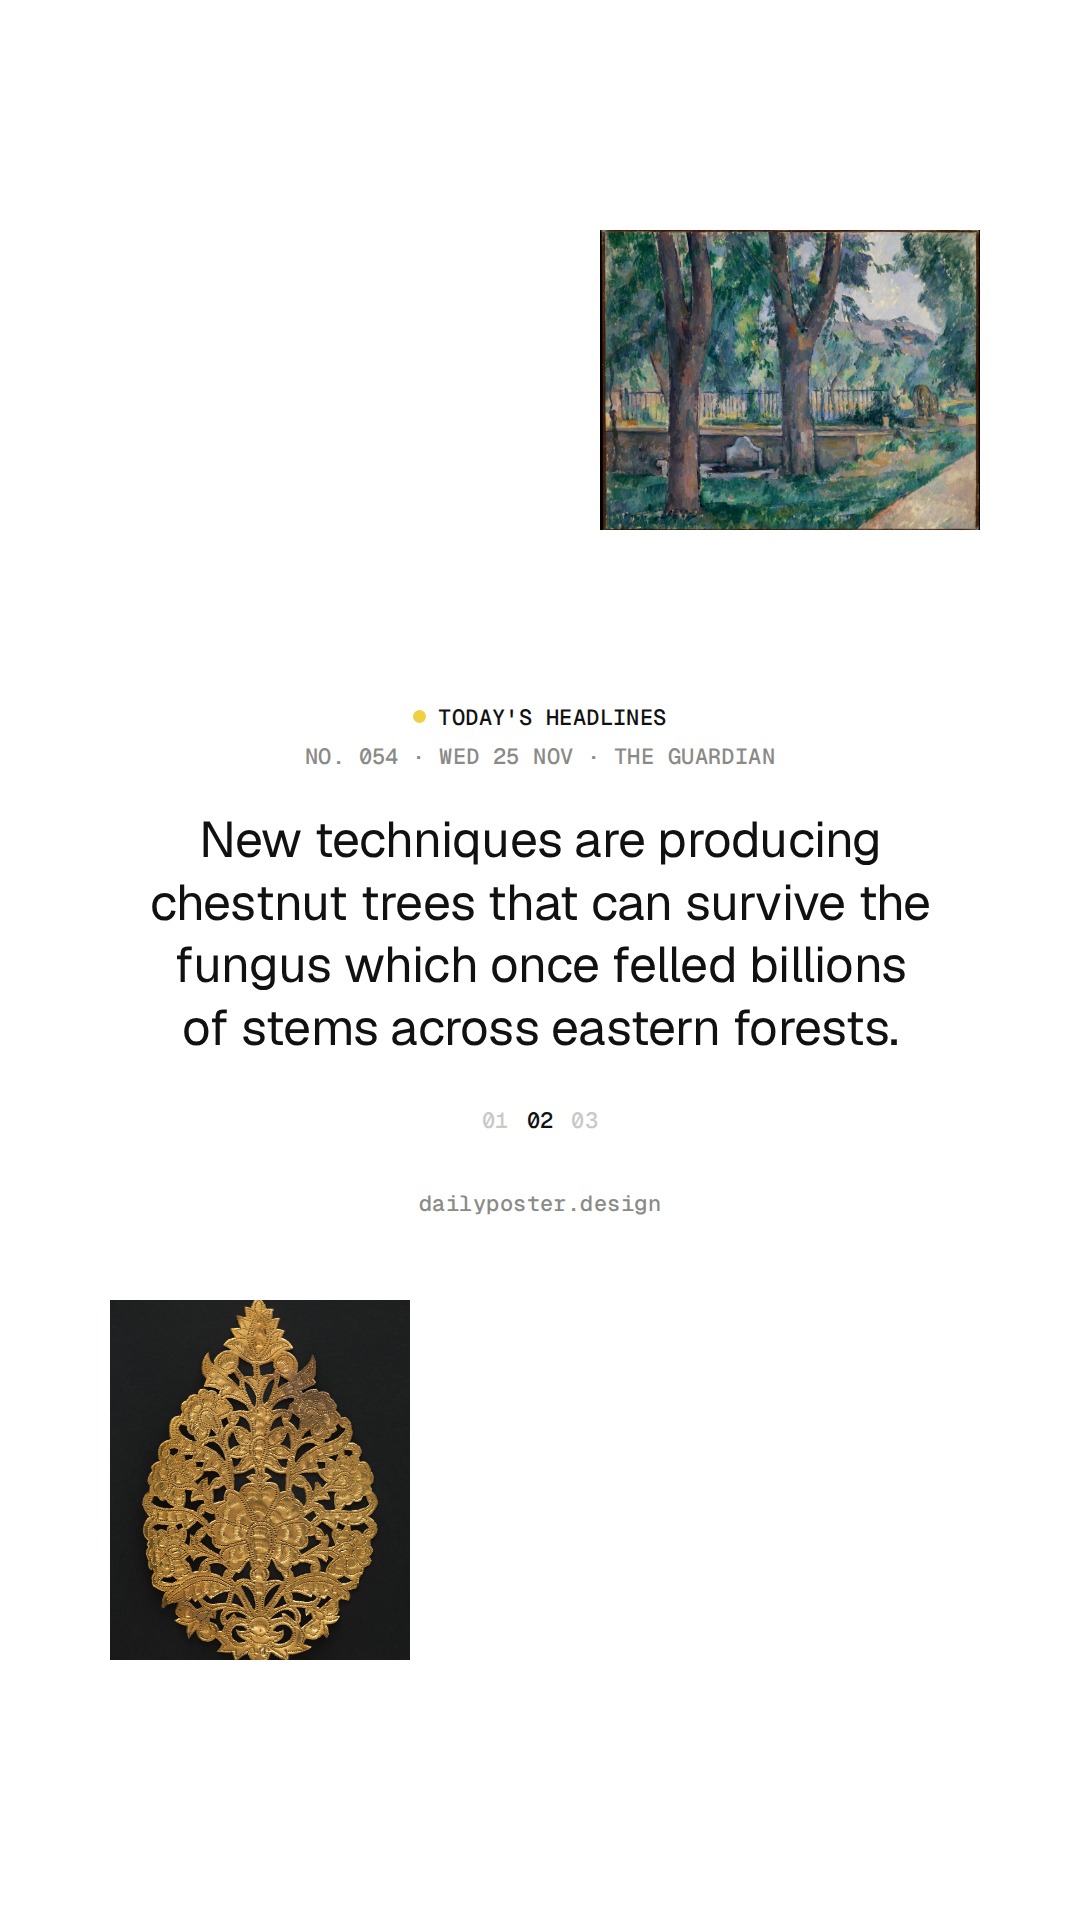 TODAY'S HEADLINES
NO. 054 · WED 25 NOV · THE GUARDIAN
New techniques are producing
chestnut trees that can survive the
fungus which once felled billions
of stems across eastern forests.
01 02 03
dailyposter.design